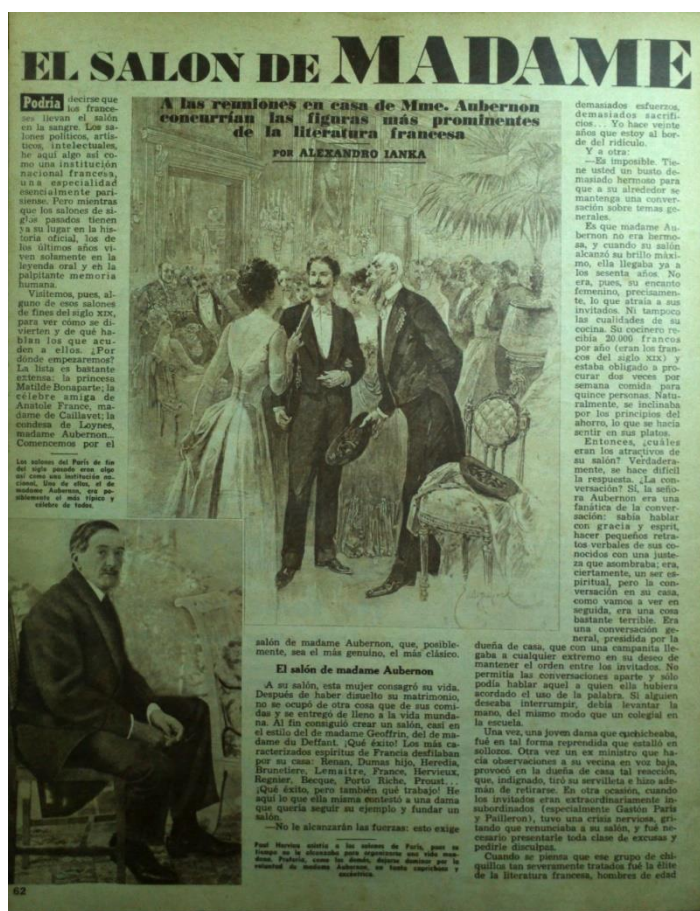 EL SALON DE MADAME
A las reuniones en casa de Mme. Aubernon
concurrían las figuras más prominentes
de la literatura francesa
POR ALEXANDRO IANKA
Podría decirse que
los france-
ses llevan el salón
en la sangre. Los sa-
lones políticos, artís-
ticos, intelectuales,
he aquí algo así co-
mo una institución
nacional francesa,
una especialidad
esencialmente pari-
siense. Pero mientras
que los salones de si-
glos pasados tienen
ya su lugar en la his-
toria oficial, los de
los últimos años vi-
ven solamente en la
leyenda oral y en la
palpitante memoria
humana.
Visitemos, pues, al-
guno de esos salones
de fines del siglo XIX,
para ver cómo se di-
vierten y de qué ha-
blan los que acu-
den a ellos. ¿Por
dónde empezaremos?
La lista es bastante
extensa: la princesa
Matilde Bonaparte; la
célebre amiga de
Anatole France, ma-
dame de Caillavet; la
condesa de Loynes,
madame Aubernon...
Comencemos por el
Los salones del París de fin
del siglo pasado eran algo
así como una institución na-
cional. Uno de ellos, el de
madame Aubernon, era po-
siblemente el más típico y
célebre de todos.
salón de madame Aubernon, que, posible-
mente, sea el más genuino, el más clásico.
El salón de madame Aubernon
A su salón, esta mujer consagró su vida.
Después de haber disuelto su matrimonio,
no se ocupó de otra cosa que de sus comi-
das y se entregó de lleno a la vida munda-
na. Al fin consiguió crear un salón, casi en
el estilo del de madame Geoffrin, del de ma-
dame du Deffant. ¡Qué éxito! Los más ca-
racterizados espíritus de Francia desfilaban
por su casa: Renan, Dumas hijo, Heredia,
Brunetiere, Lemaitre, France, Hervieux,
Regnier, Becque, Porto Riche, Proust...
¡Qué éxito, pero también qué trabajo! He
aquí lo que ella misma contestó a una dama
que quería seguir su ejemplo y fundar un
salón.
—No le alcanzarán las fuerzas: esto exige
Paul Hervieu asistía a los salones de París, pues su
tiempo no le alcanzaba para organizarse una vida mun-
dana. Prefería, como los demás, dejarse dominar por la
voluntad de madame Aubernon, un tanto caprichosa y
excéntrica.
demasiados esfuerzos,
demasiados sacrifi-
cios... Yo hace veinte
años que estoy al bor-
de del ridículo.
Y a otra:
—Es imposible. Tie-
ne usted un busto de-
masiado hermoso para
que a su alrededor se
mantenga una conver-
sación sobre temas ge-
nerales.
Es que madame Au-
bernon no era hermo-
sa, y cuando su salón
alcanzó su brillo máxi-
mo, ella llegaba ya a
los sesenta años. No
era, pues, su encanto
femenino, precisamen-
te, lo que atraía a sus
invitados. Ni tampoco
las cualidades de su
cocina. Su cocinero re-
cibía 20.000 francos
por año (eran los fran-
cos del siglo XIX) y
estaba obligado a pro-
curar dos veces por
semana comida para
quince personas. Natu-
ralmente, se inclinaba
por los principios del
ahorro, lo que se hacía
sentir en sus platos.
Entonces, ¿cuáles
eran los atractivos de
su salón? Verdadera-
mente, se hace difícil
la respuesta. ¿La con-
versación? Sí, la seño-
ra Aubernon era una
fanática de la conver-
sación: sabía hablar
con gracia y esprit,
hacer pequeños retra-
tos verbales de sus co-
nocidos con una juste-
za que asombraba; era,
ciertamente, un ser es-
piritual, pero la con-
versación en su casa,
como vamos a ver en
seguida, era una cosa
bastante terrible. Era
una conversación ge-
neral, presidida por la
dueña de casa, que con una campanita lle-
gaba a cualquier extremo en su deseo de
mantener el orden entre los invitados. No
permitía las conversaciones aparte y sólo
podía hablar aquel a quien ella hubiera
acordado el uso de la palabra. Si alguien
deseaba interrumpir, debía levantar la
mano, del mismo modo que un colegial en
la escuela.
Una vez, una joven dama que cuchicheaba,
fué en tal forma reprendida que estalló en
sollozos. Otra vez un ex ministro que ha-
cía observaciones a su vecina en voz baja,
provocó en la dueña de casa tal reacción,
que, indignado, tiró su servilleta e hizo ade-
mán de retirarse. En otra ocasión, cuando
los invitados eran extraordinariamente in-
subordinados (especialmente Gastón Paris
y Pailleron), tuvo una crisis nerviosa, gri-
tando que renunciaba a su salón, y fué ne-
cesario presentarle toda clase de excusas y
pedirle disculpas.
Cuando se piensa que ese grupo de chi-
quillos tan severamente tratados fué la élite
de la literatura francesa, hombres de edad
62